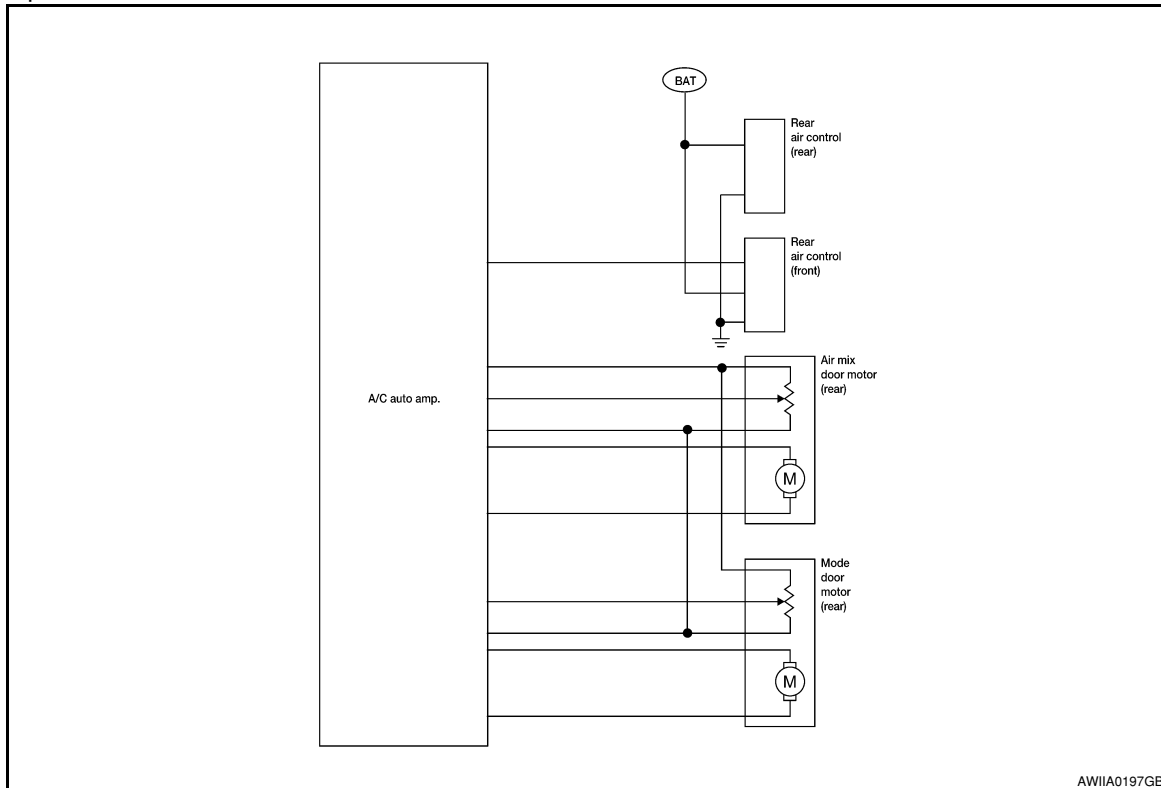 BAT
Rear
air control
(rear)
Rear
air control
(front)
Air mix
door motor
(rear)
A/C auto amp.
M
Mode
door
motor
(rear)
M
AWIIA0197GB